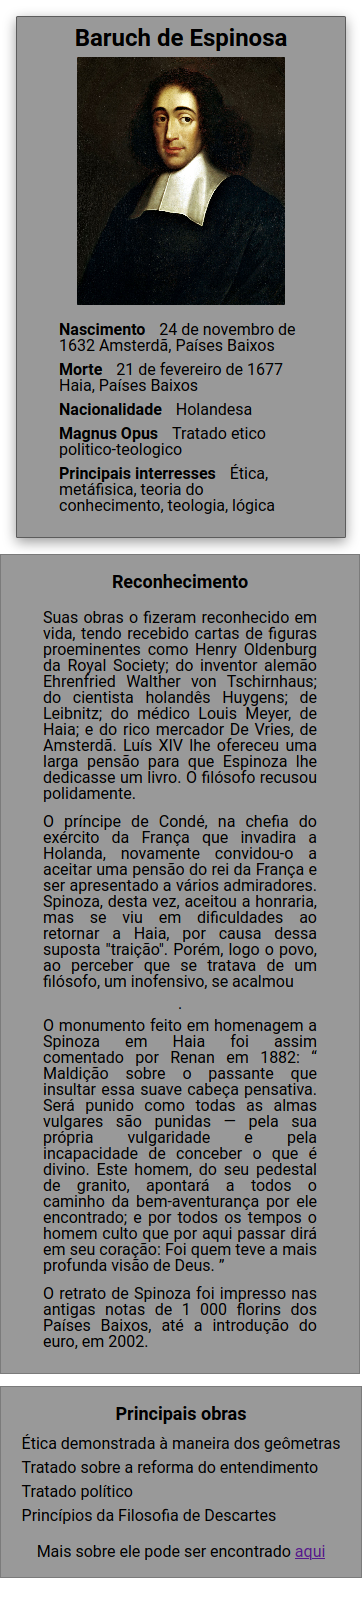 Baruch de Espinosa
Nascimento 24 de novembro de
1632 Amsterdã, Países Baixos
Morte 21 de fevereiro de 1677
Haia, Países Baixos
Nacionalidade Holandesa
Magnus Opus Tratado etico
politico-teologico
Principais interresses Ética,
metáfisica, teoria do
conhecimento, teologia, lógica
Reconhecimento
Suas obras o fizeram reconhecido em
vida, tendo recebido cartas de figuras
proeminentes como Henry Oldenburg
da Royal Society; do inventor alemão
Ehrenfried Walther von Tschirnhaus;
do cientista holandês Huygens; de
Leibnitz; do médico Louis Meyer, de
Haia; e do rico mercador De Vries, de
Amsterdã. Luís XIV lhe ofereceu uma
larga pensão para que Espinoza lhe
dedicasse um livro. O filósofo recusou
polidamente.
O príncipe de Condé, na chefia do
exército da França que invadira a
Holanda, novamente convidou-o a
aceitar uma pensão do rei da França e
ser apresentado a vários admiradores.
Spinoza, desta vez, aceitou a honraria,
mas se viu em dificuldades ao
retornar a Haia, por causa dessa
suposta "traição". Porém, logo o povo,
ao perceber que se tratava de um
filósofo, um inofensivo, se acalmou
.
O monumento feito em homenagem a
Spinoza em Haia foi assim
comentado por Renan em 1882: “
Maldição sobre o passante que
insultar essa suave cabeça pensativa.
Será punido como todas as almas
vulgares são punidas — pela sua
própria vulgaridade e pela
incapacidade de conceber o que é
divino. Este homem, do seu pedestal
de granito, apontará a todos o
caminho da bem-aventurança por ele
encontrado; e por todos os tempos o
homem culto que por aqui passar dirá
em seu coração: Foi quem teve a mais
profunda visão de Deus. ”
O retrato de Spinoza foi impresso nas
antigas notas de 1 000 florins dos
Países Baixos, até a introdução do
euro, em 2002.
Principais obras
Ética demonstrada à maneira dos geômetras
Tratado sobre a reforma do entendimento
Tratado político
Princípios da Filosofia de Descartes
Mais sobre ele pode ser encontrado aqui